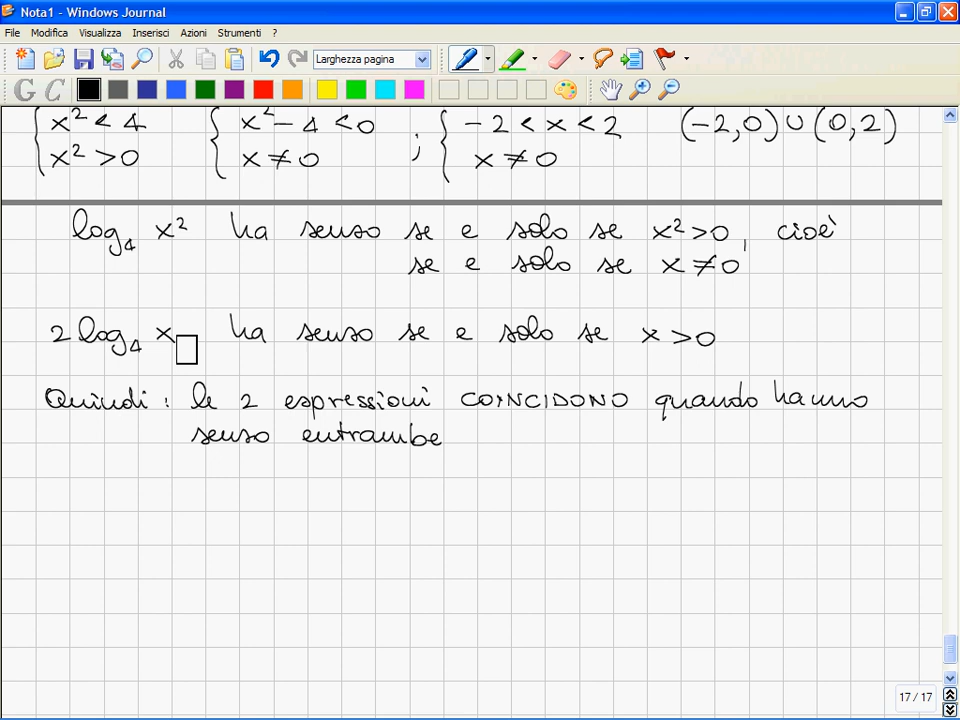 Nota1 - Windows Journal
File Modifica Visualizza Inserisci Azioni Strumenti ?
Larghezza pagina
G C
{ x² < 4 { x² - 4 < 0 ; { -2 < x < 2 (-2,0) ∪ (0,2)
x² > 0 x ≠ 0 x ≠ 0
log₄ x² ha senso se e solo se x² > 0, cioè
se e solo se x ≠ 0
2 log₄ x ha senso se e solo se x > 0
Quindi : le 2 espressioni COINCIDONO quando hanno
senso entrambe
17 / 17